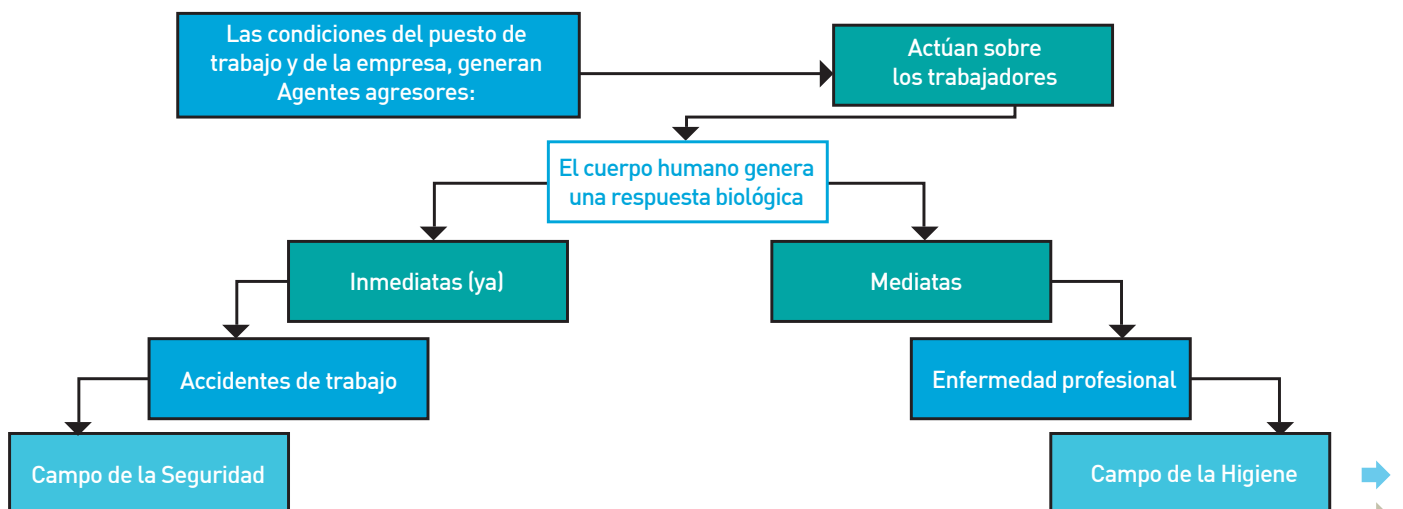 Las condiciones del puesto de
trabajo y de la empresa, generan
Agentes agresores:
Actúan sobre
los trabajadores
El cuerpo humano genera
una respuesta biológica
Inmediatas (ya)
Mediatas
Accidentes de trabajo
Enfermedad profesional
Campo de la Seguridad
Campo de la Higiene